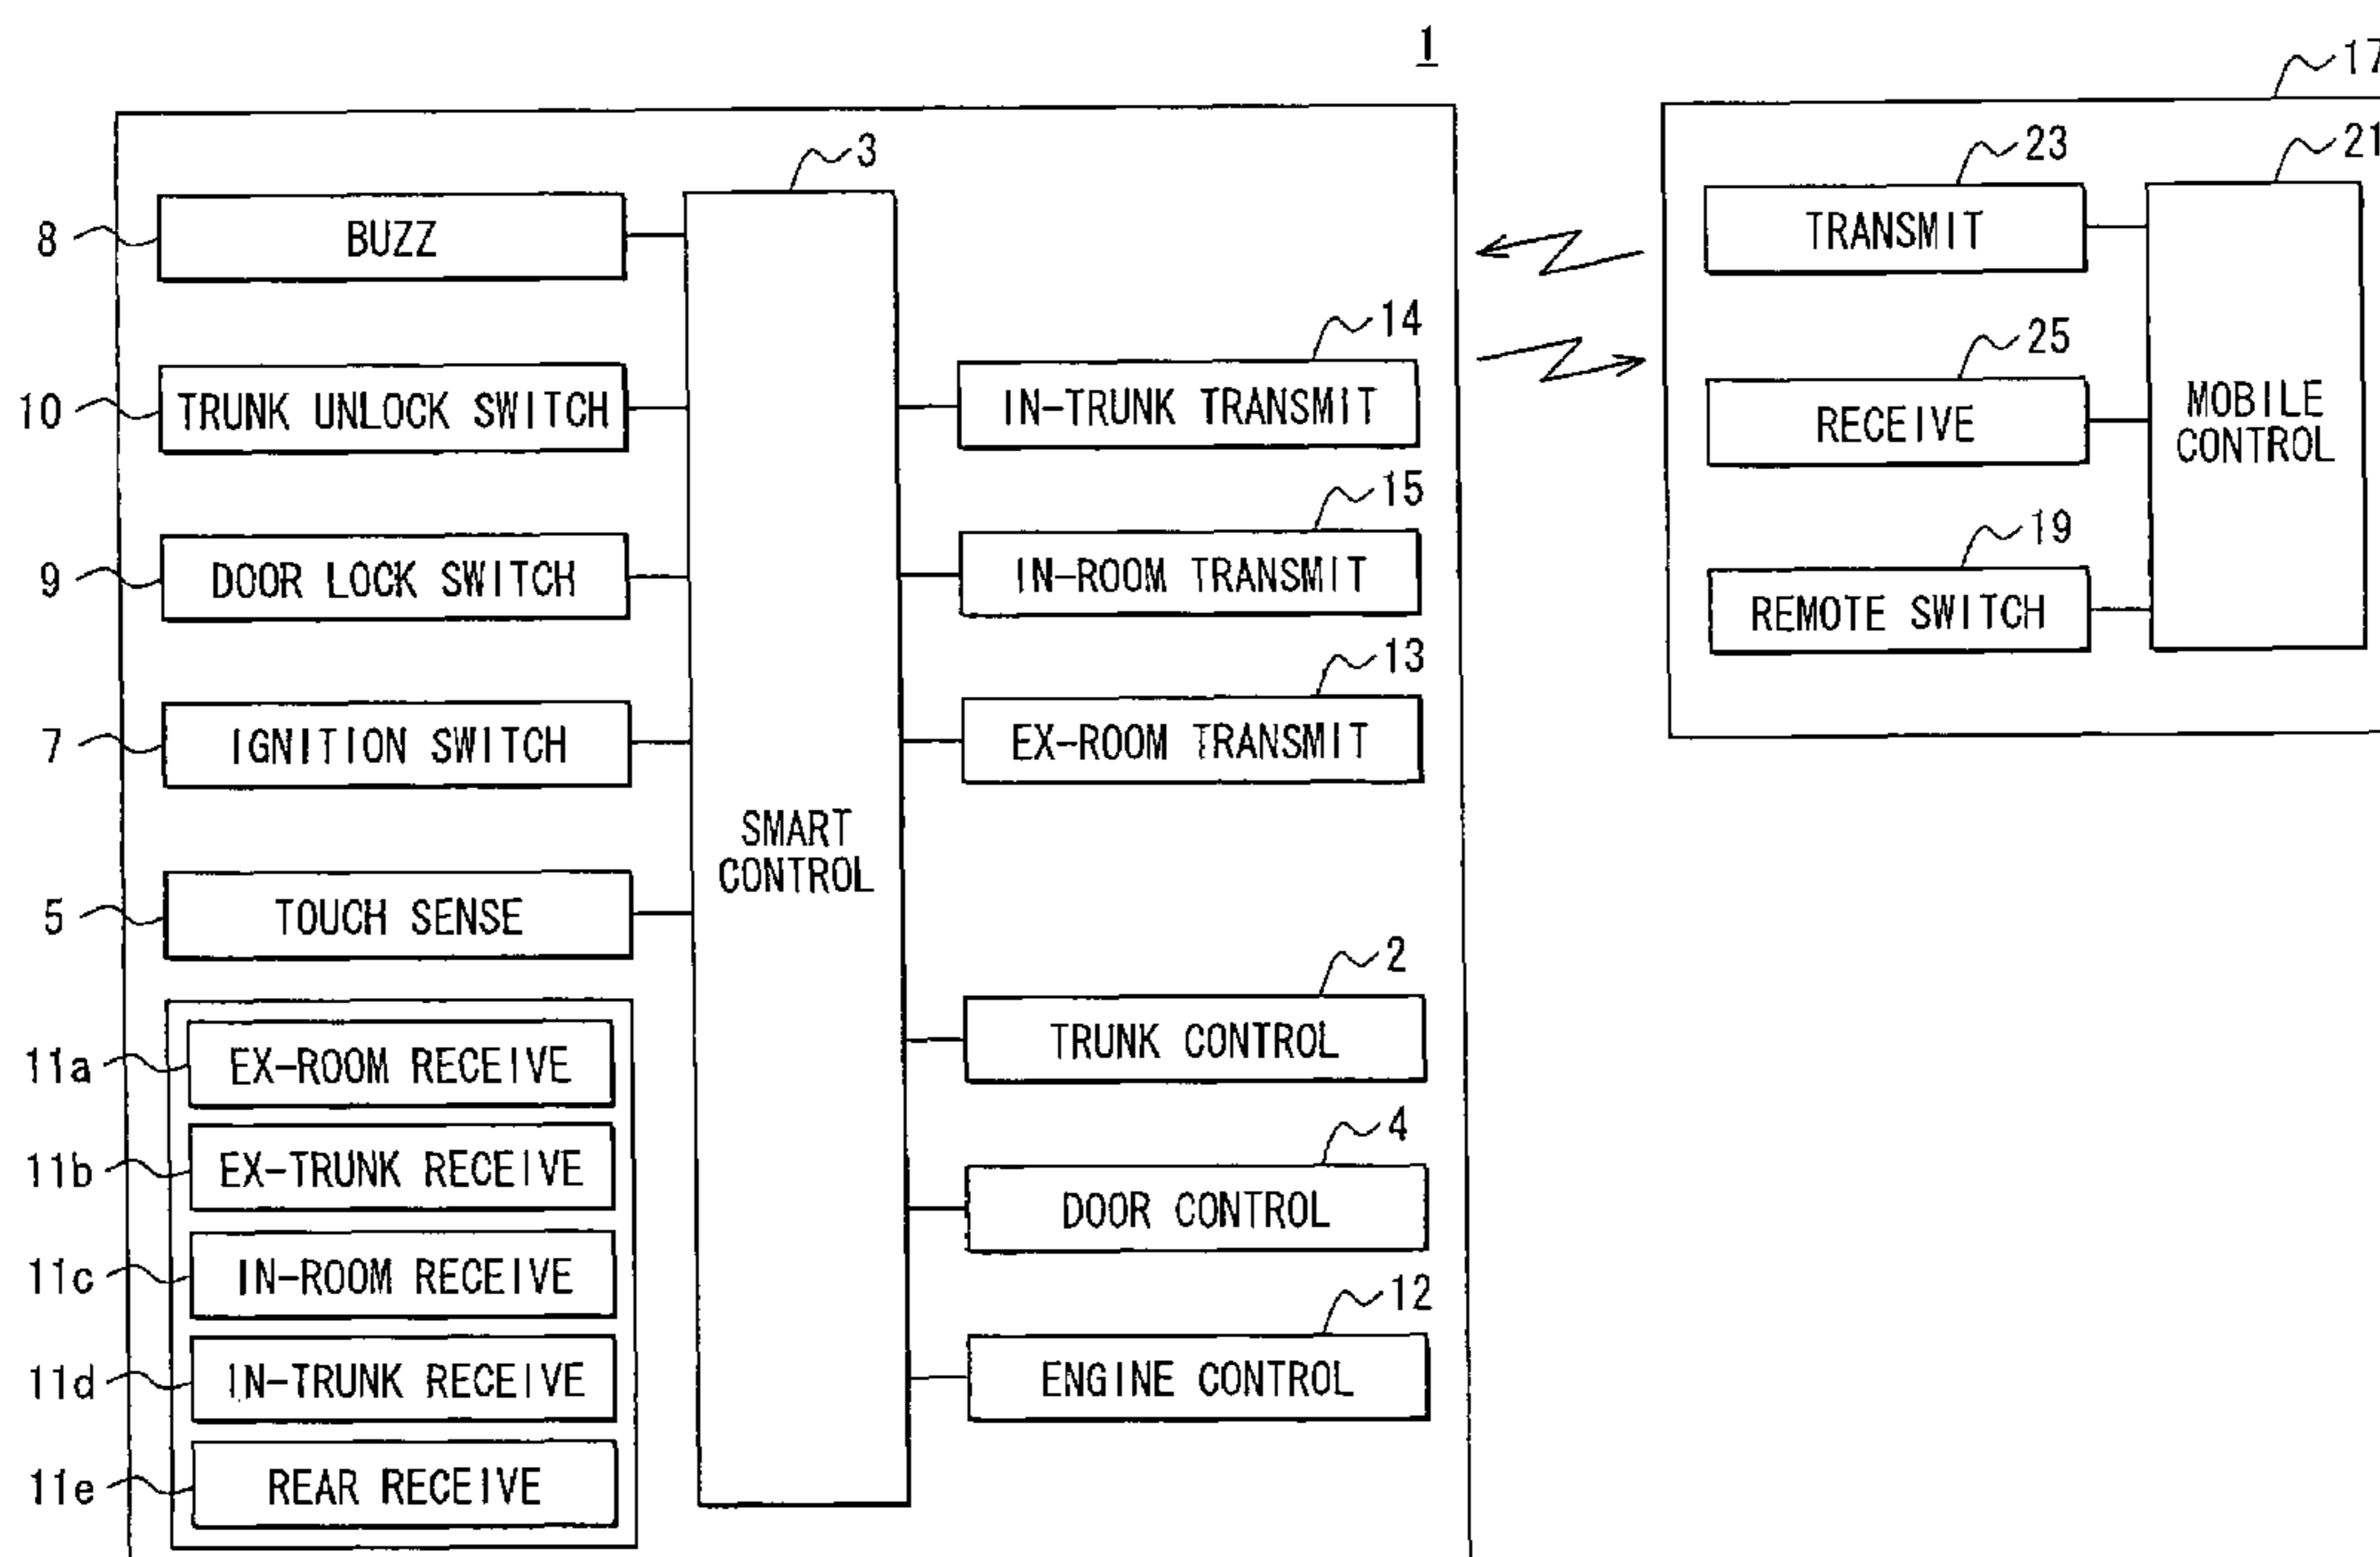 1
17
3
8
BUZZ
10
TRUNK UNLOCK SWITCH
9
DOOR LOCK SWITCH
7
IGNITION SWITCH
5
TOUCH SENSE
11a
EX-ROOM RECEIVE
11b
EX-TRUNK RECEIVE
11c
IN-ROOM RECEIVE
11d
IN-TRUNK RECEIVE
11e
REAR RECEIVE
SMART
CONTROL
14
IN-TRUNK TRANSMIT
15
IN-ROOM TRANSMIT
13
EX-ROOM TRANSMIT
2
TRUNK CONTROL
4
DOOR CONTROL
12
ENGINE CONTROL
23
TRANSMIT
25
RECEIVE
19
REMOTE SWITCH
21
MOBILE
CONTROL